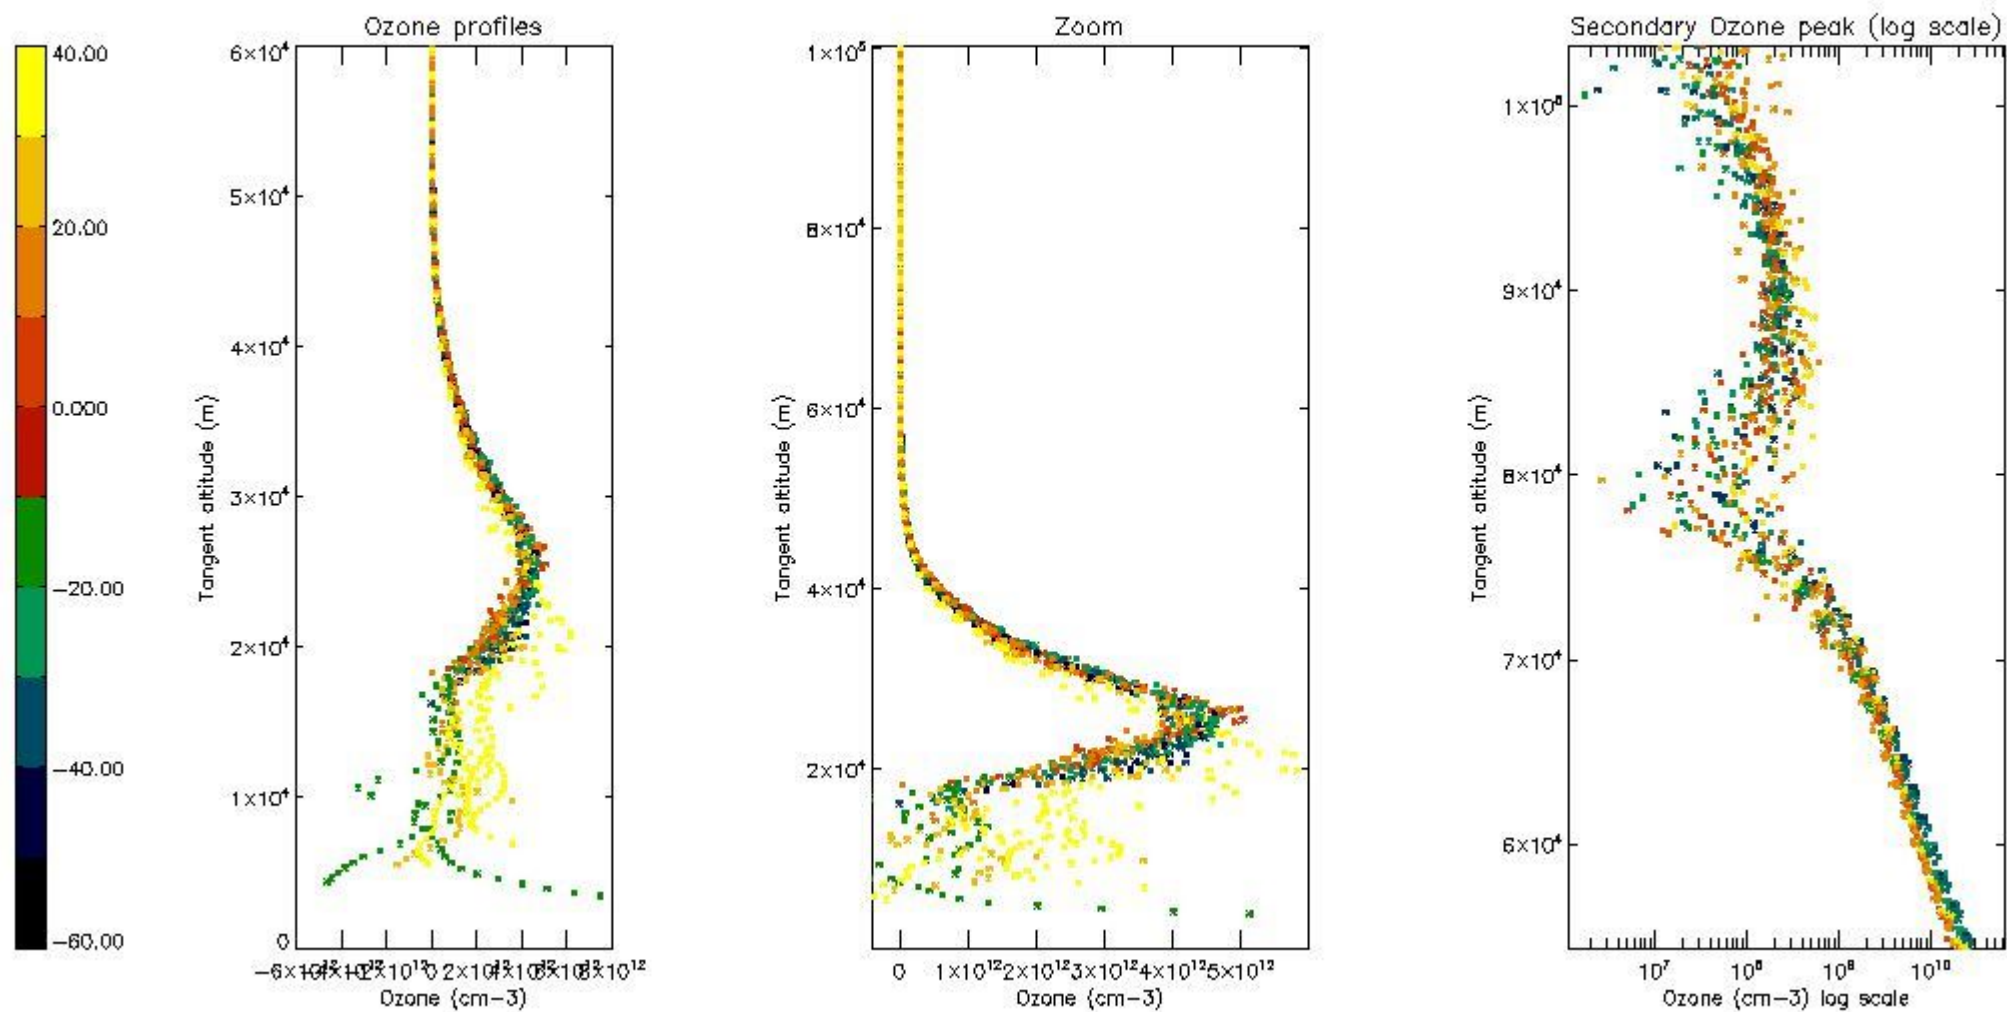 Ozone profiles
Zoom
Secondary Ozone peak (log scale)
40.00
20.00
0.000
−20.00
−40.00
−60.00
6×10⁴
5×10⁴
4×10⁴
3×10⁴
2×10⁴
1×10⁴
0
Tangent altitude (m)
0
Ozone (cm−3)
1×10⁵
8×10⁴
6×10⁴
4×10⁴
2×10⁴
Tangent altitude (m)
0 1×10¹² 2×10¹² 3×10¹² 4×10¹² 5×10¹²
Ozone (cm−3)
9×10⁴
8×10⁴
7×10⁴
6×10⁴
Tangent altitude (m)
10⁷ 10⁸ 10⁹ 10¹⁰
Ozone (cm−3) log scale